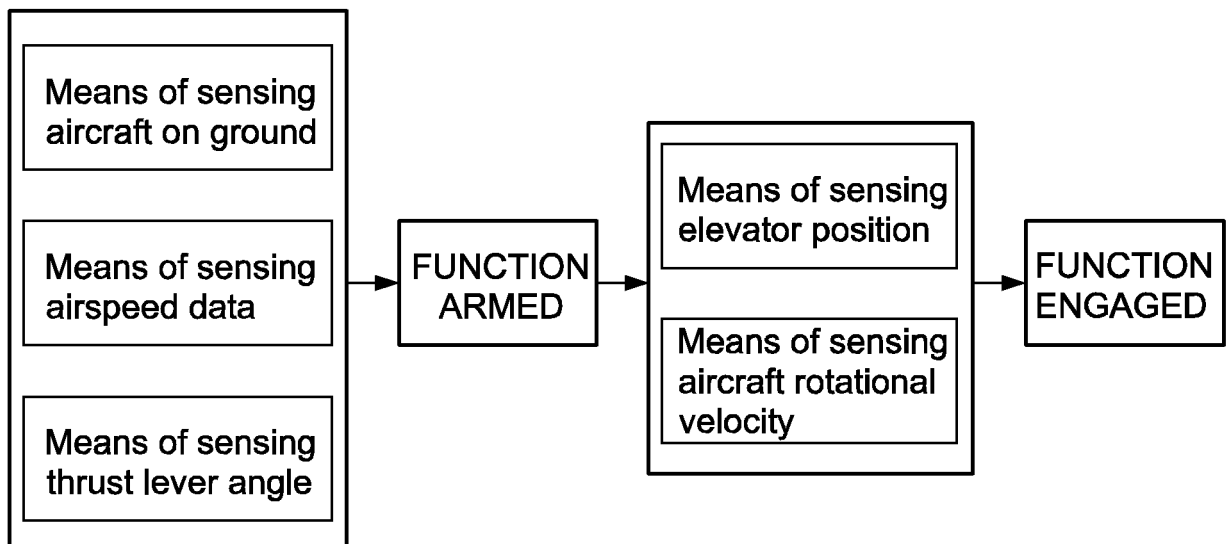 Means of sensing
aircraft on ground
Means of sensing
airspeed data
Means of sensing
thrust lever angle
FUNCTION
ARMED
Means of sensing
elevator position
Means of sensing
aircraft rotational
velocity
FUNCTION
ENGAGED